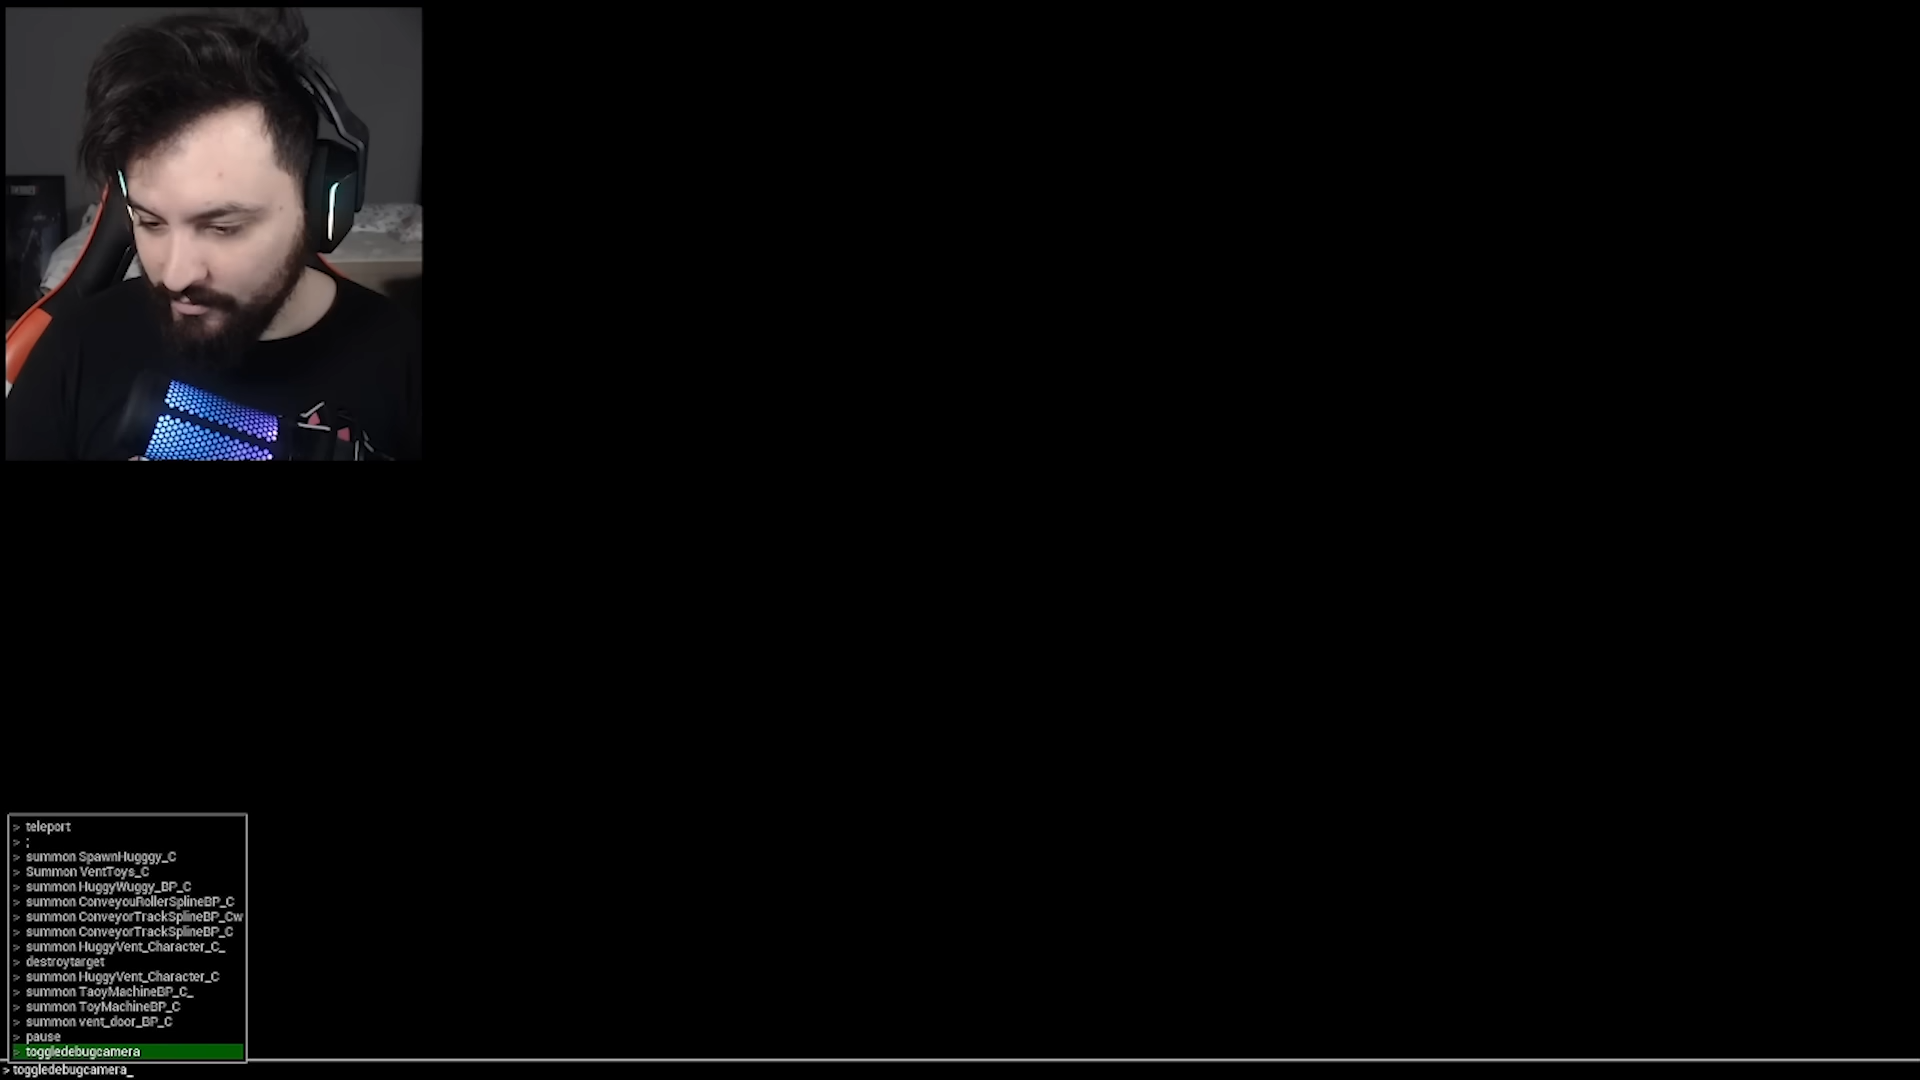 > teleport
> ;
> summon SpawnHugggy_C
> Summon VentToys_C
> summon HuggyWuggy_BP_C
> summon ConveyouRollerSplineBP_C
> summon ConveyorTrackSplineBP_Cw
> summon ConveyorTrackSplineBP_C
> summon HuggyVent_Character_C_
> destroytarget
> summon HuggyVent_Character_C
> summon TaoyMachineBP_C_
> summon ToyMachineBP_C
> summon vent_door_BP_C
> pause
> toggledebugcamera
> toggledebugcamera_